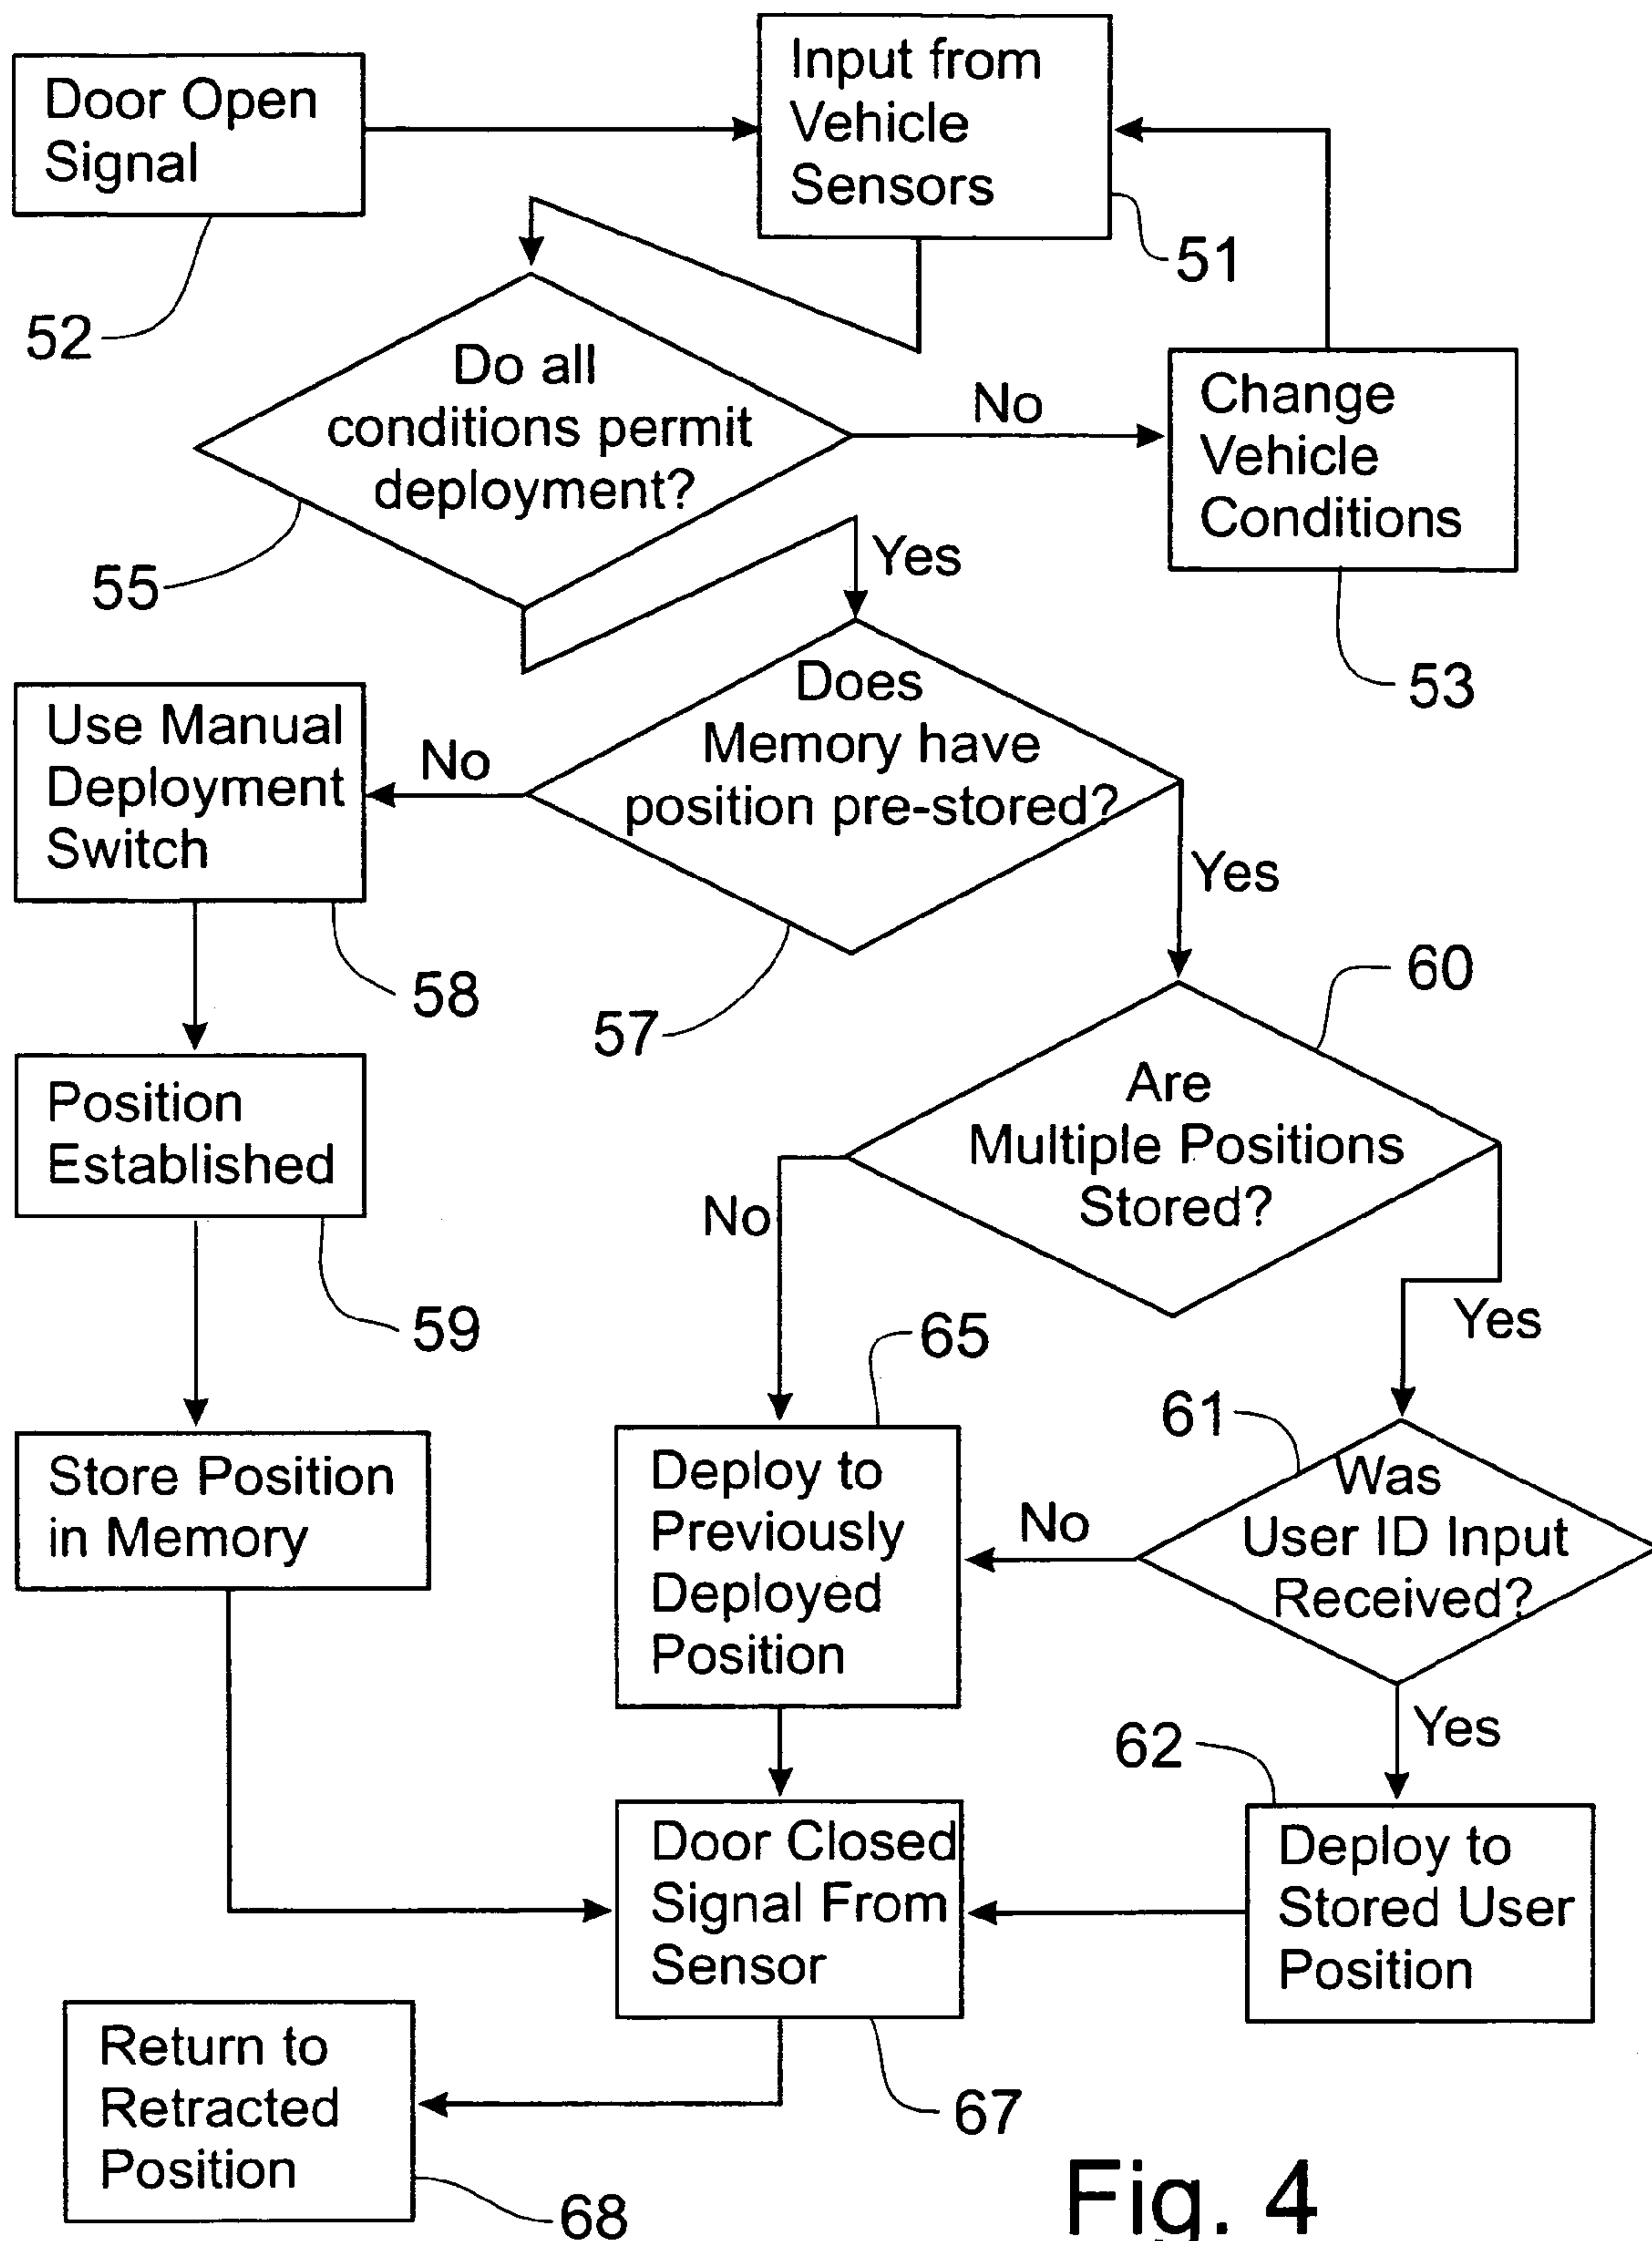 Door Open
Signal
Input from
Vehicle
Sensors
51
52
Do all
conditions permit
deployment?
No
Change
Vehicle
Conditions
55
Yes
53
Does
Memory have
position pre-stored?
Use Manual
Deployment
Switch
No
Yes
58
57
60
Position
Established
Are
Multiple Positions
Stored?
No
59
Yes
65
61
Store Position
in Memory
Deploy to
Previously
Deployed
Position
No
Was
User ID Input
Received?
Yes
62
Door Closed
Signal From
Sensor
Deploy to
Stored User
Position
Return to
Retracted
Position
67
68
Fig. 4